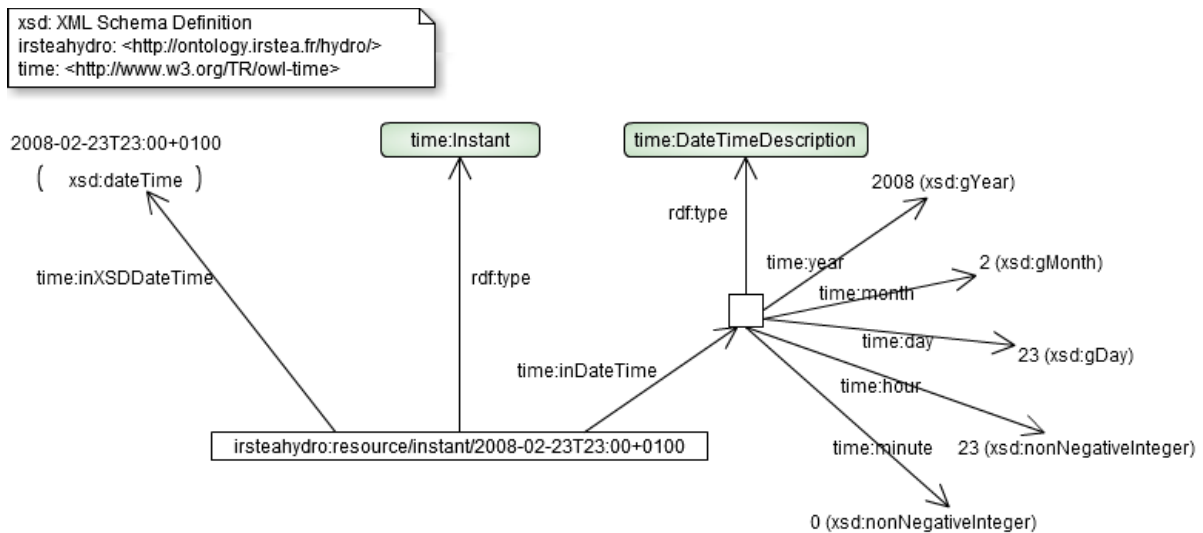 xsd: XML Schema Definition
irsteahydro: <http://ontology.irstea.fr/hydro/>
time: <http://www.w3.org/TR/owl-time>
2008-02-23T23:00+0100
( xsd:dateTime )
time:Instant
time:DateTimeDescription
2008 (xsd:gYear)
rdf:type
time:year
2 (xsd:gMonth)
time:inXSDDateTime
rdf:type
time:month
time:day
23 (xsd:gDay)
time:inDateTime
time:hour
irsteahydro:resource/instant/2008-02-23T23:00+0100
time:minute
23 (xsd:nonNegativeInteger)
0 (xsd:nonNegativeInteger)